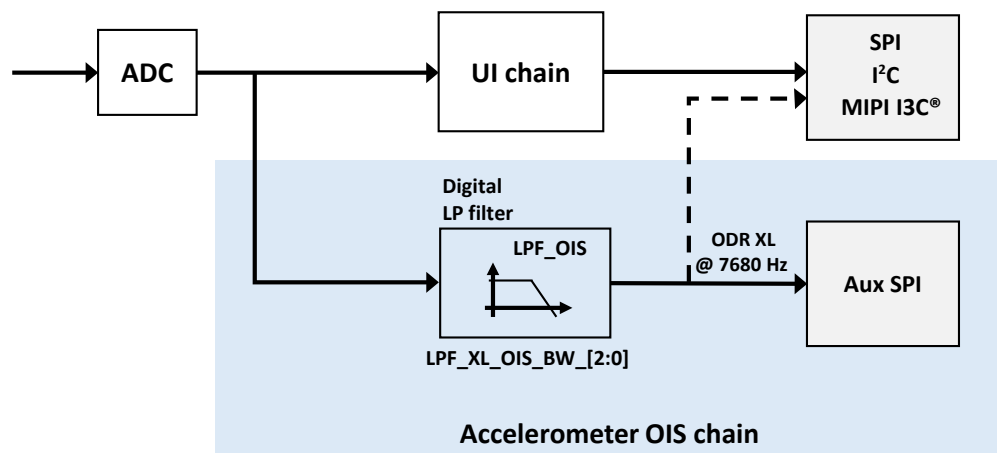 ADC
UI chain
SPI
I²C
MIPI I3C®
Digital
LP filter
LPF_OIS
LPF_XL_OIS_BW_[2:0]
ODR XL
@ 7680 Hz
Aux SPI
Accelerometer OIS chain